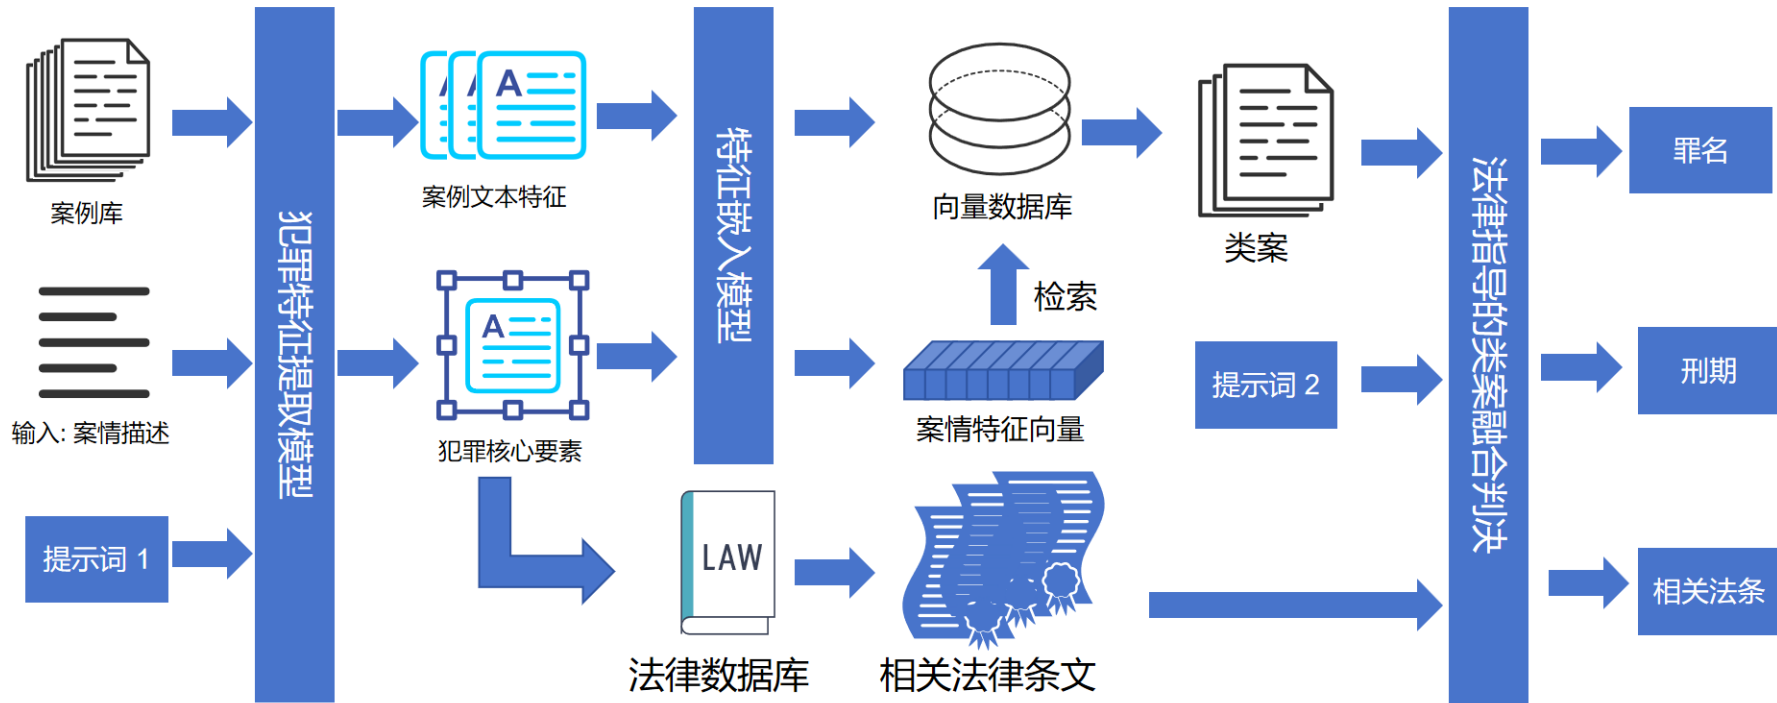 案例库
输入: 案情描述
提示词 1
犯罪特征提取模型
A
A
A
案例文本特征
A
犯罪核心要素
特征嵌入模型
LAW
法律数据库
向量数据库
检索
案情特征向量
相关法律条文
类案
提示词 2
法律指导的类案融合判决
罪名
刑期
相关法条